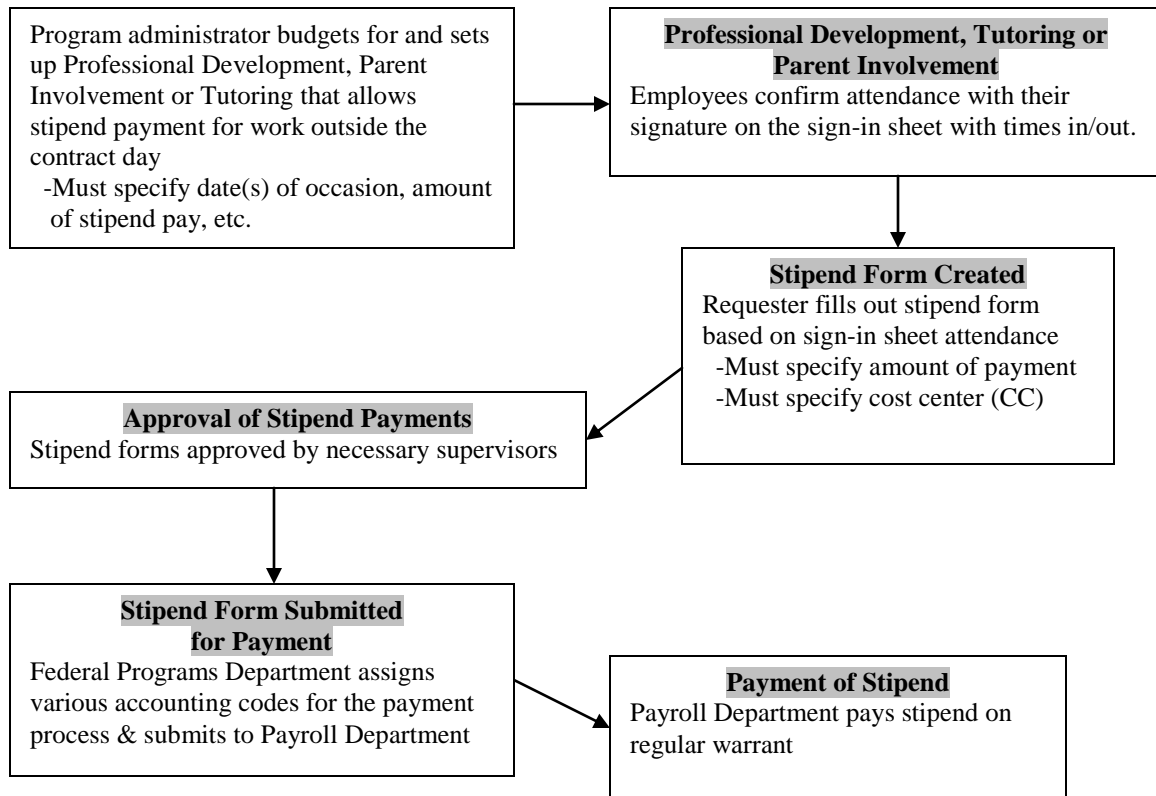 Program administrator budgets for and sets
up Professional Development, Parent
Involvement or Tutoring that allows
stipend payment for work outside the
contract day
-Must specify date(s) of occasion, amount
of stipend pay, etc.
Professional Development, Tutoring or
Parent Involvement
Employees confirm attendance with their
signature on the sign-in sheet with times in/out.
Stipend Form Created
Requester fills out stipend form
based on sign-in sheet attendance
-Must specify amount of payment
-Must specify cost center (CC)
Approval of Stipend Payments
Stipend forms approved by necessary supervisors
Stipend Form Submitted
for Payment
Federal Programs Department assigns
various accounting codes for the payment
process & submits to Payroll Department
Payment of Stipend
Payroll Department pays stipend on
regular warrant